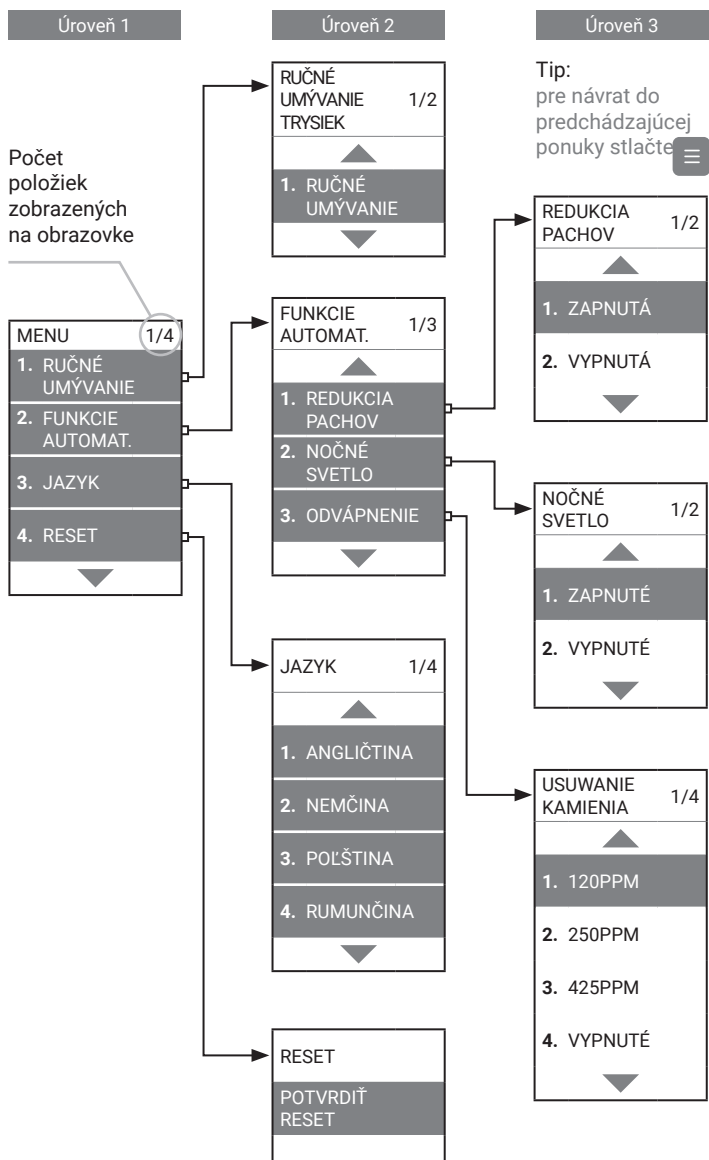 Úroveň 1
Úroveň 2
Úroveň 3
Počet
položiek
zobrazených
na obrazovke
MENU 1/4
1. RUČNÉ
UMÝVANIE
2. FUNKCIE
AUTOMAT.
3. JAZYK
4. RESET
RUČNÉ
UMÝVANIE 1/2
TRYSIEK
1. RUČNÉ
UMÝVANIE
FUNKCIE
AUTOMAT. 1/3
1. REDUKCIA
PACHOV
2. NOČNÉ
SVETLO
3. ODVÁPNENIE
JAZYK 1/4
1. ANGLIČTINA
2. NEMČINA
3. POĽŠTINA
4. RUMUNČINA
RESET
POTVRDIŤ
RESET
Tip:
pre návrat do
predchádzajúcej
ponuky stlačte
REDUKCIA
PACHOV 1/2
1. ZAPNUTÁ
2. VYPNUTÁ
NOČNÉ
SVETLO 1/2
1. ZAPNUTÉ
2. VYPNUTÉ
USUWANIE
KAMIENIA 1/4
1. 120PPM
2. 250PPM
3. 425PPM
4. VYPNUTÉ